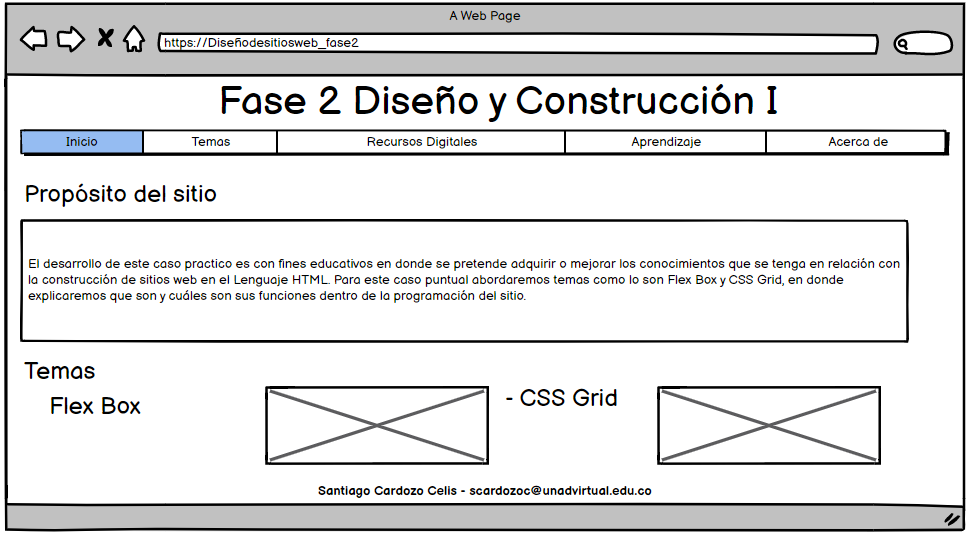 A Web Page
https://Diseñodesitiosweb_fase2
Fase 2 Diseño y Construcción I
Inicio Temas Recursos Digitales Aprendizaje Acerca de
Propósito del sitio
El desarrollo de este caso practico es con fines educativos en donde se pretende adquirir o mejorar los conocimientos que se tenga en relación con
la construcción de sitios web en el Lenguaje HTML. Para este caso puntual abordaremos temas como lo son Flex Box y CSS Grid, en donde
explicaremos que son y cuáles son sus funciones dentro de la programación del sitio.
Temas
Flex Box
- CSS Grid
Santiago Cardozo Celis - scardozoc@unadvirtual.edu.co